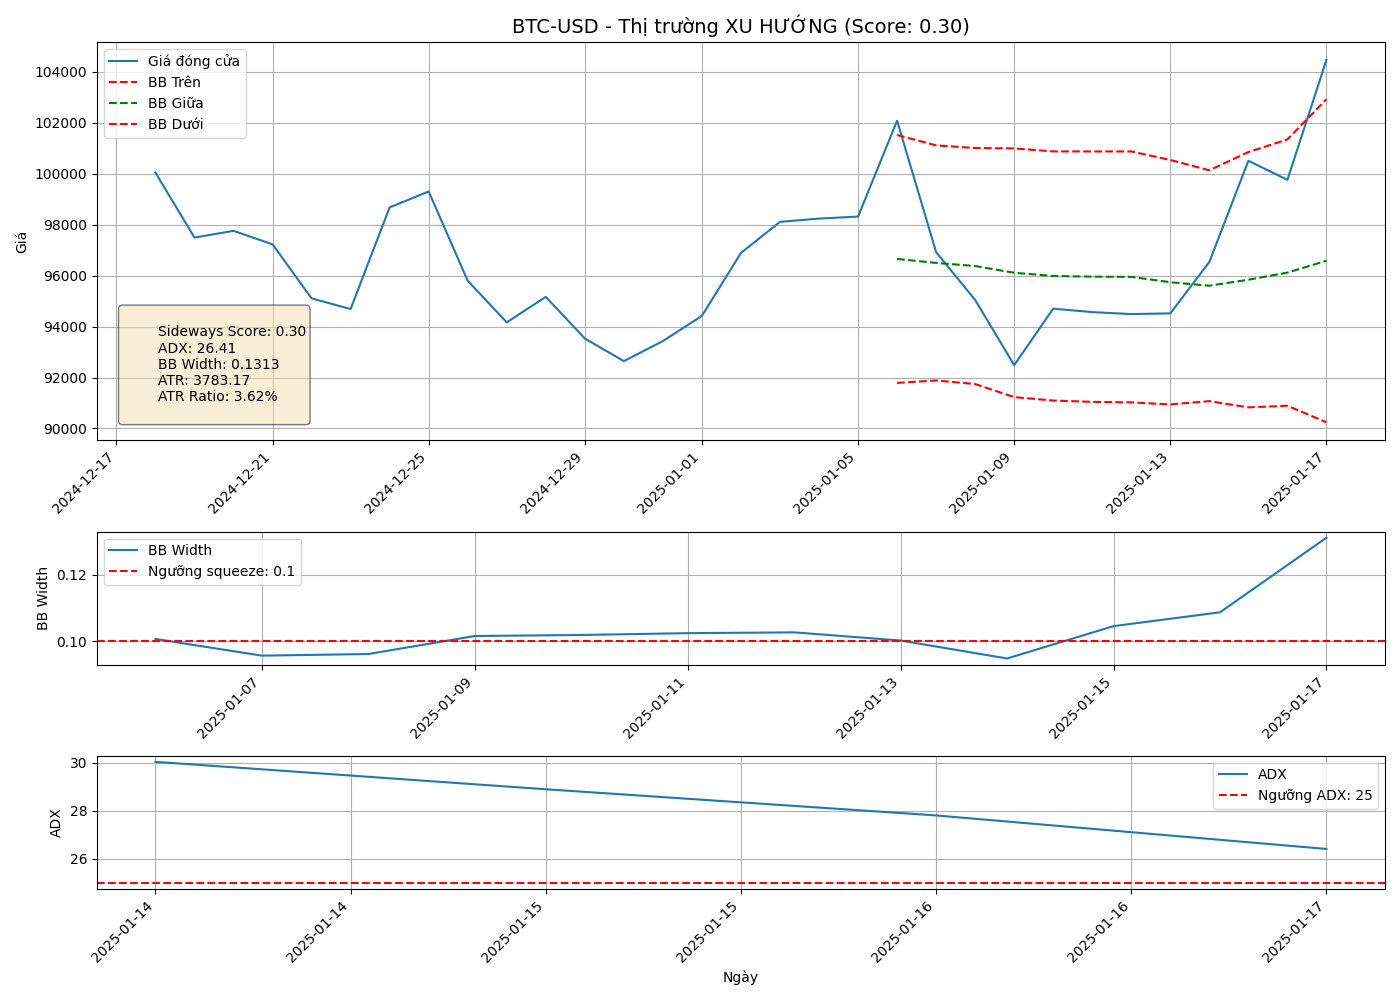 BTC-USD - Thị trường XU HƯỚNG (Score: 0.30)
Giá đóng cửa
BB Trên
BB Giữa
BB Dưới
104000
102000
100000
98000
96000
94000
92000
90000
Giá
Sideways Score: 0.30
ADX: 26.41
BB Width: 0.1313
ATR: 3783.17
ATR Ratio: 3.62%
2024-12-17
2024-12-21
2024-12-25
2024-12-29
2025-01-01
2025-01-05
2025-01-09
2025-01-13
2025-01-17
BB Width
Ngưỡng squeeze: 0.1
0.12
0.10
BB Width
2025-01-07
2025-01-09
2025-01-11
2025-01-13
2025-01-15
2025-01-17
ADX
Ngưỡng ADX: 25
30
28
26
ADX
2025-01-14
2025-01-14
2025-01-15
2025-01-15
2025-01-16
2025-01-16
2025-01-17
Ngày